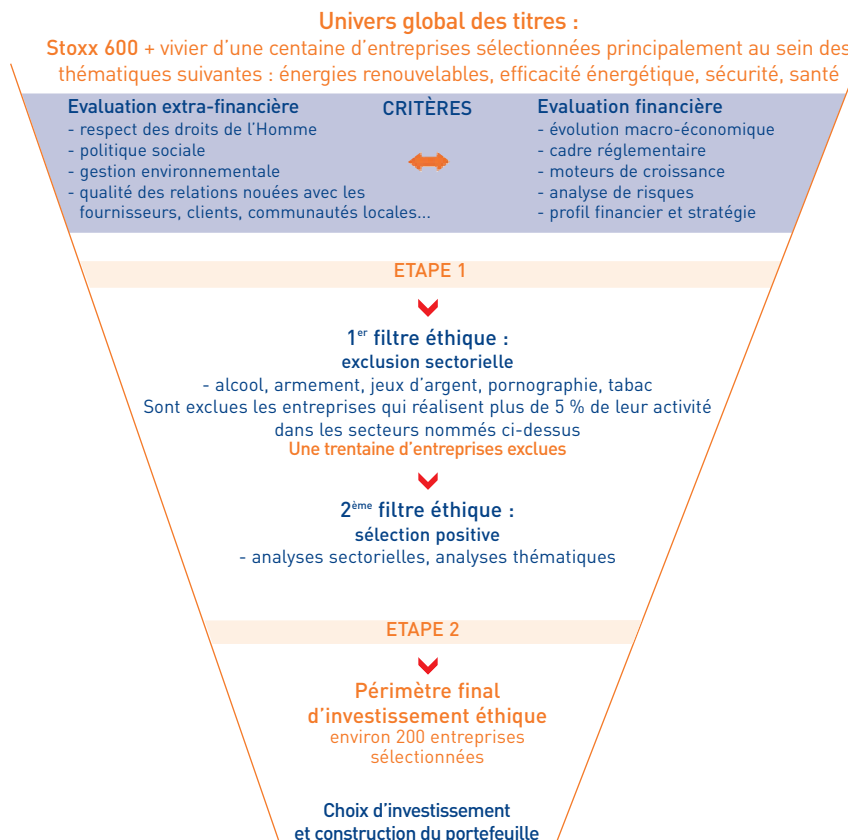 Univers global des titres :
Stoxx 600 + vivier d'une centaine d'entreprises sélectionnées principalement au sein des
thématiques suivantes : énergies renouvelables, efficacité énergétique, sécurité, santé
Evaluation extra-financière
- respect des droits de l'Homme
- politique sociale
- gestion environnementale
- qualité des relations nouées avec les
fournisseurs, clients, communautés locales...
CRITÈRES
Evaluation financière
- évolution macro-économique
- cadre réglementaire
- moteurs de croissance
- analyse de risques
- profil financier et stratégie
ETAPE 1
1er filtre éthique :
exclusion sectorielle
- alcool, armement, jeux d'argent, pornographie, tabac
Sont exclues les entreprises qui réalisent plus de 5 % de leur activité
dans les secteurs nommés ci-dessus
Une trentaine d'entreprises exclues
2ème filtre éthique :
sélection positive
- analyses sectorielles, analyses thématiques
ETAPE 2
Périmètre final
d'investissement éthique
environ 200 entreprises
sélectionnées
Choix d'investissement
et construction du portefeuille